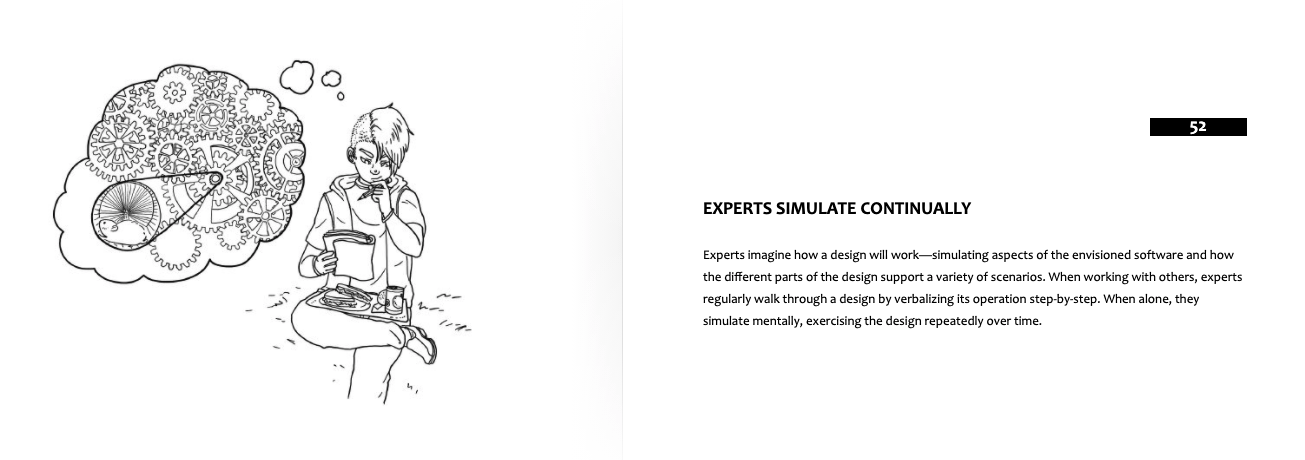 52
EXPERTS SIMULATE CONTINUALLY
Experts imagine how a design will work—simulating aspects of the envisioned software and how
the different parts of the design support a variety of scenarios. When working with others, experts
regularly walk through a design by verbalizing its operation step-by-step. When alone, they
simulate mentally, exercising the design repeatedly over time.